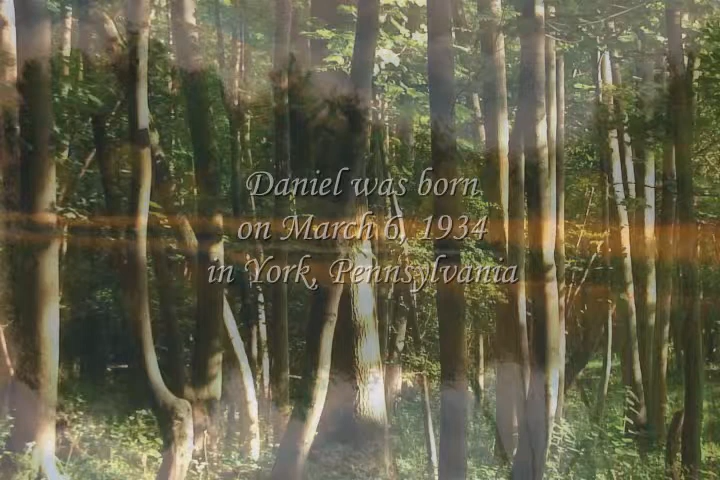 Daniel was born
on March 6, 1934
in York, Pennsylvania